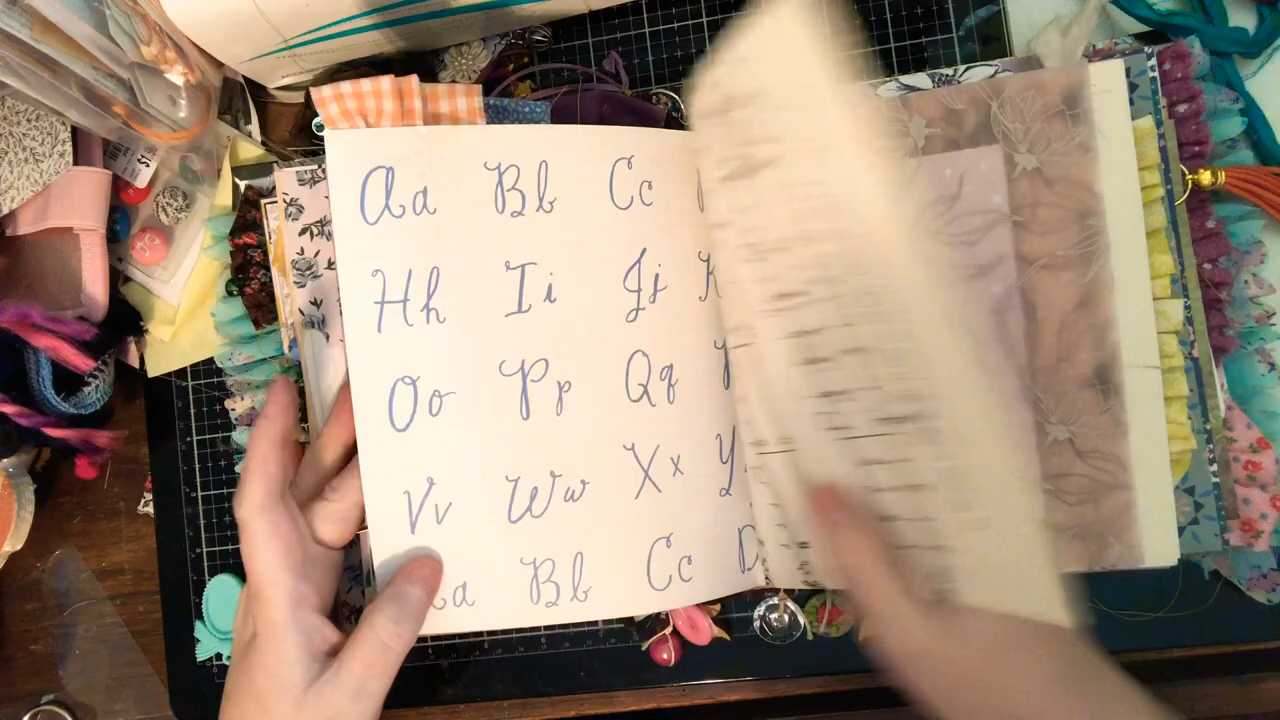 Aa Bb Cc
Hh Ii Jj K
Oo Pp Qq
Vv Ww Xx Y
a Bb Cc D